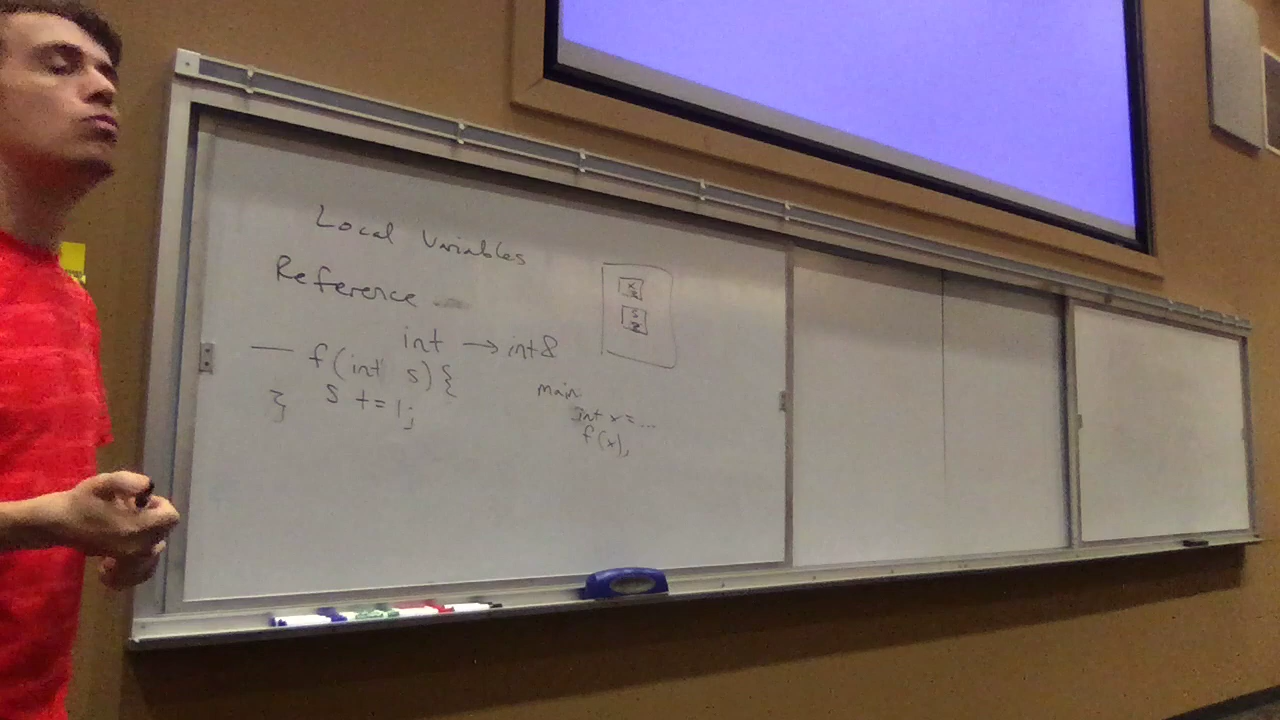 Local Variables
Reference
int → int &
— f(int s) {
s += 1;
}
s
main
int x = ...
f(x);